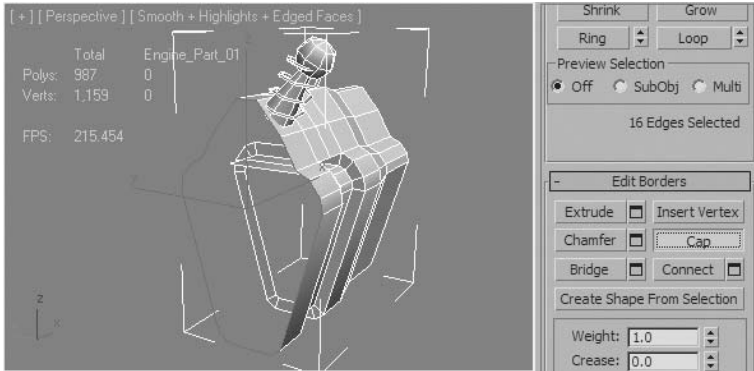 [ + ] [ Perspective ] [ Smooth + Highlights + Edged Faces ]
Total Engine_Part_01
Polys: 987 0
Verts: 1,159 0
FPS: 215.454
z
x
Shrink Grow
Ring Loop
Preview Selection
Off SubObj Multi
16 Edges Selected
- Edit Borders
Extrude Insert Vertex
Chamfer Cap
Bridge Connect
Create Shape From Selection
Weight: 1.0
Crease: 0.0